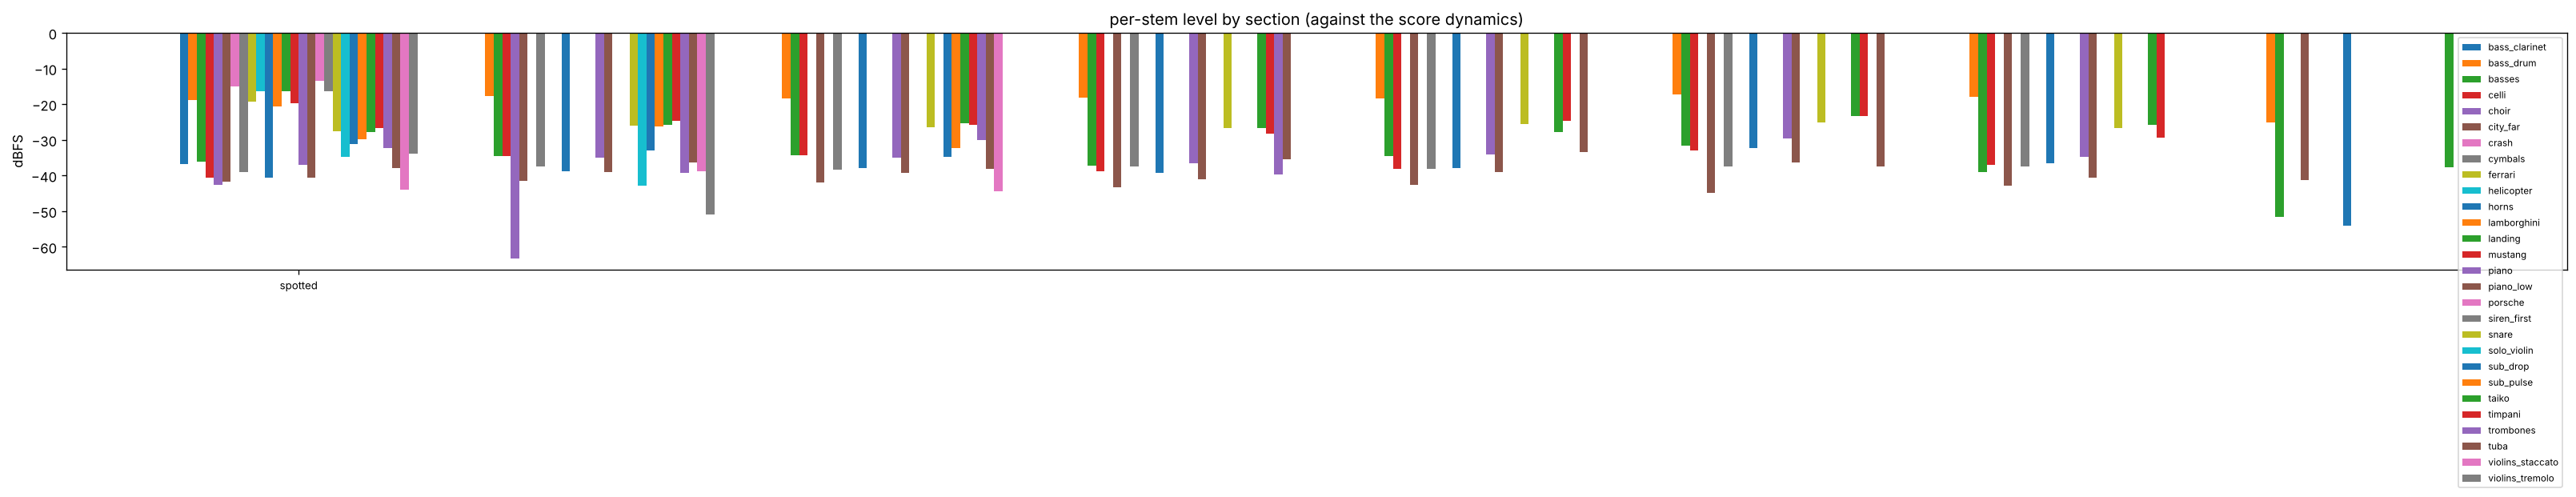 per-stem level by section (against the score dynamics)
dBFS
0
−10
−20
−30
−40
−50
−60
spotted
bass_clarinet
bass_drum
basses
celli
choir
city_far
crash
cymbals
ferrari
helicopter
horns
lamborghini
landing
mustang
piano
piano_low
porsche
siren_first
snare
solo_violin
sub_drop
sub_pulse
taiko
timpani
trombones
tuba
violins_staccato
violins_tremolo